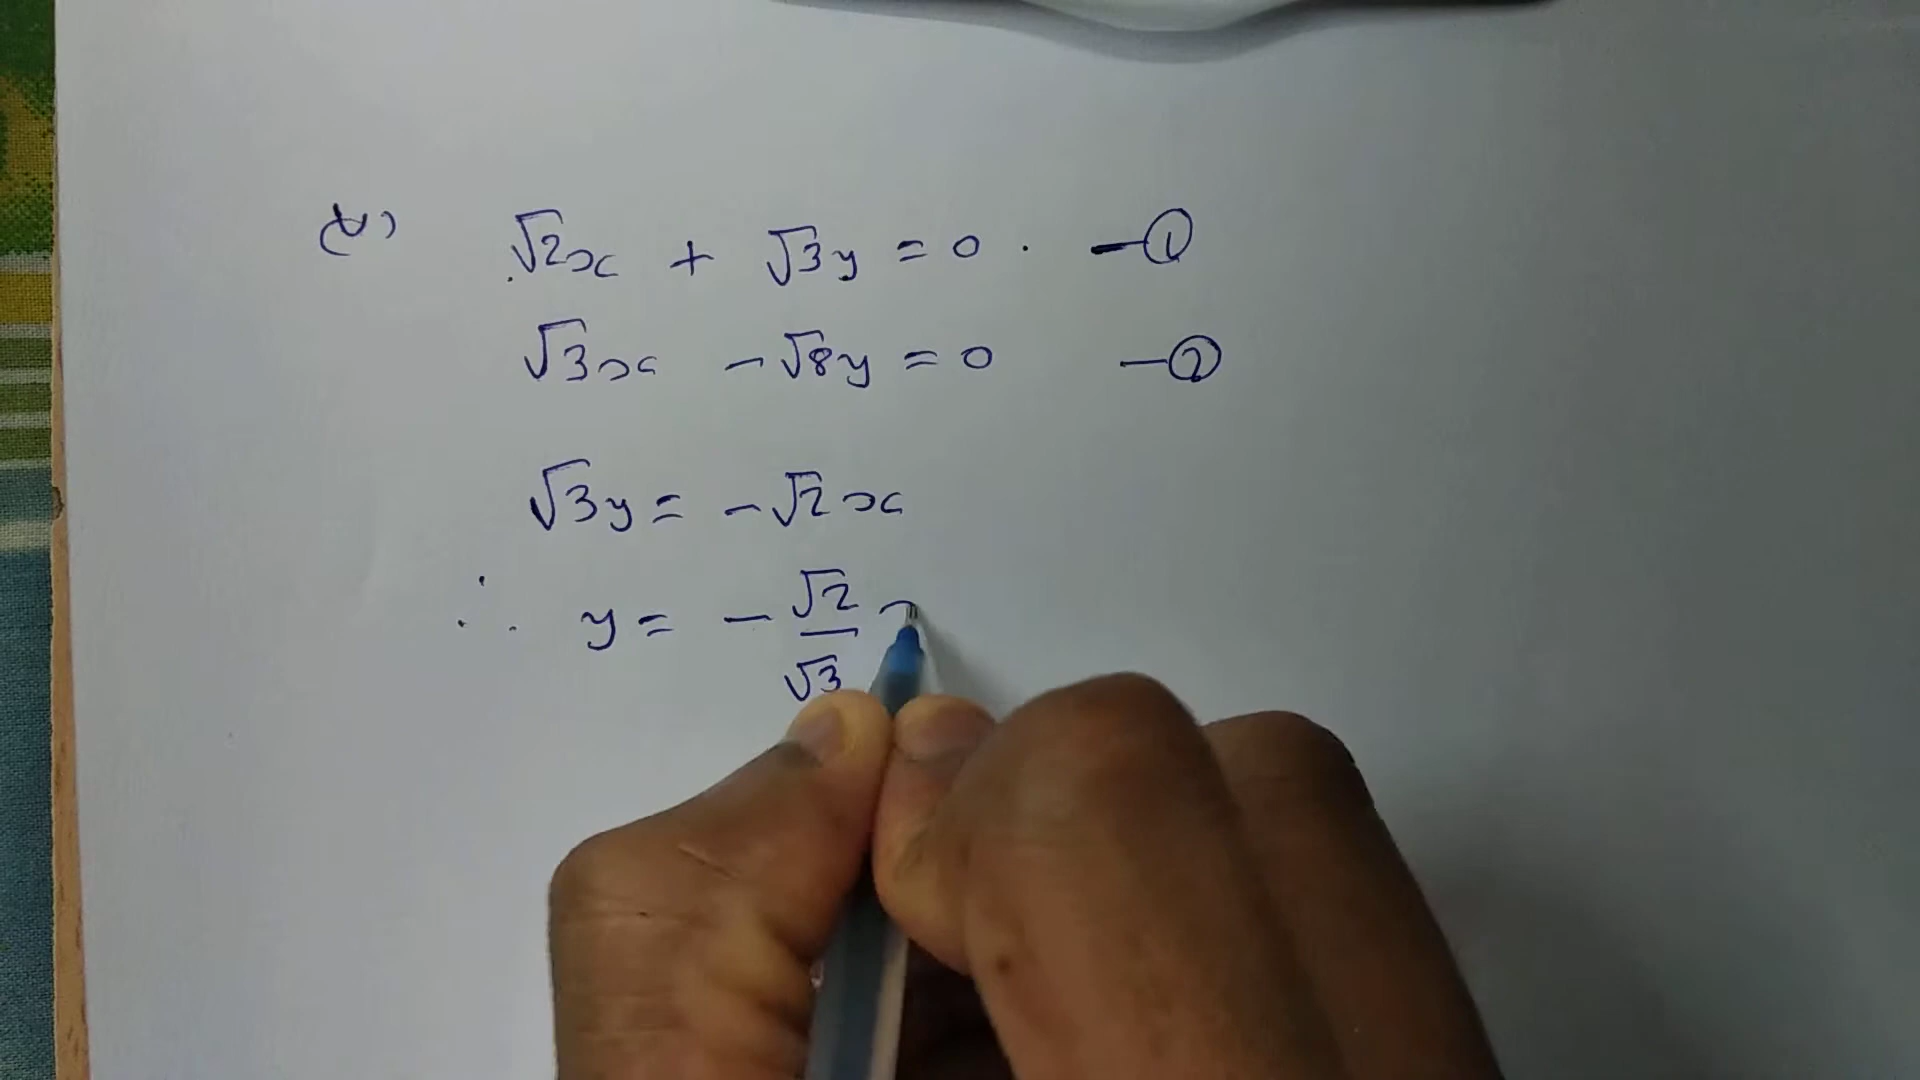 (v) √2x + √3y = 0 . — ①
√3x - √8y = 0 — ②
√3y = - √2x
∴ y = - √2/√3